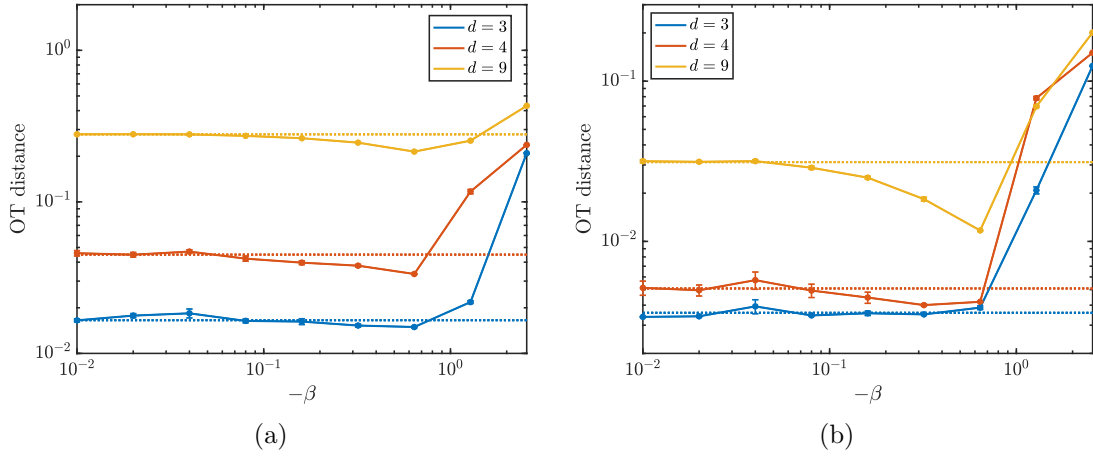 OT distance
10^0
10^{-1}
10^{-2}
d = 3
d = 4
d = 9
10^{-2}
10^{-1}
10^0
−β
(a)
OT distance
10^{-1}
10^{-2}
d = 3
d = 4
d = 9
10^{-2}
10^{-1}
10^0
−β
(b)